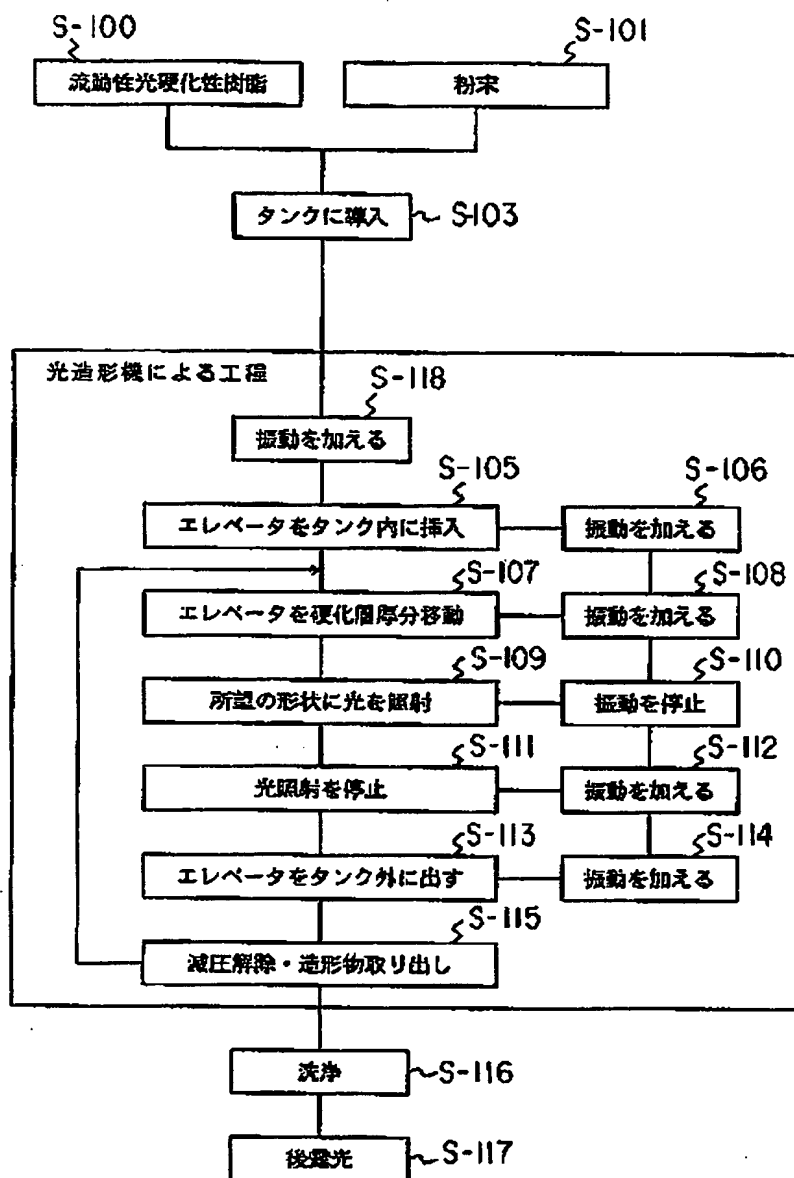 S-100
S-101
流動性光硬化性樹脂
粉末
タンクに導入
S-103
光造形機による工程
S-118
振動を加える
S-105
S-106
エレベータをタンク内に挿入
振動を加える
S-107
S-108
エレベータを硬化層厚分移動
振動を加える
S-109
S-110
所望の形状に光を照射
振動を停止
S-111
S-112
光照射を停止
振動を加える
S-113
S-114
エレベータをタンク外に出す
振動を加える
S-115
減圧解除・造形物取り出し
洗浄
S-116
後露光
S-117